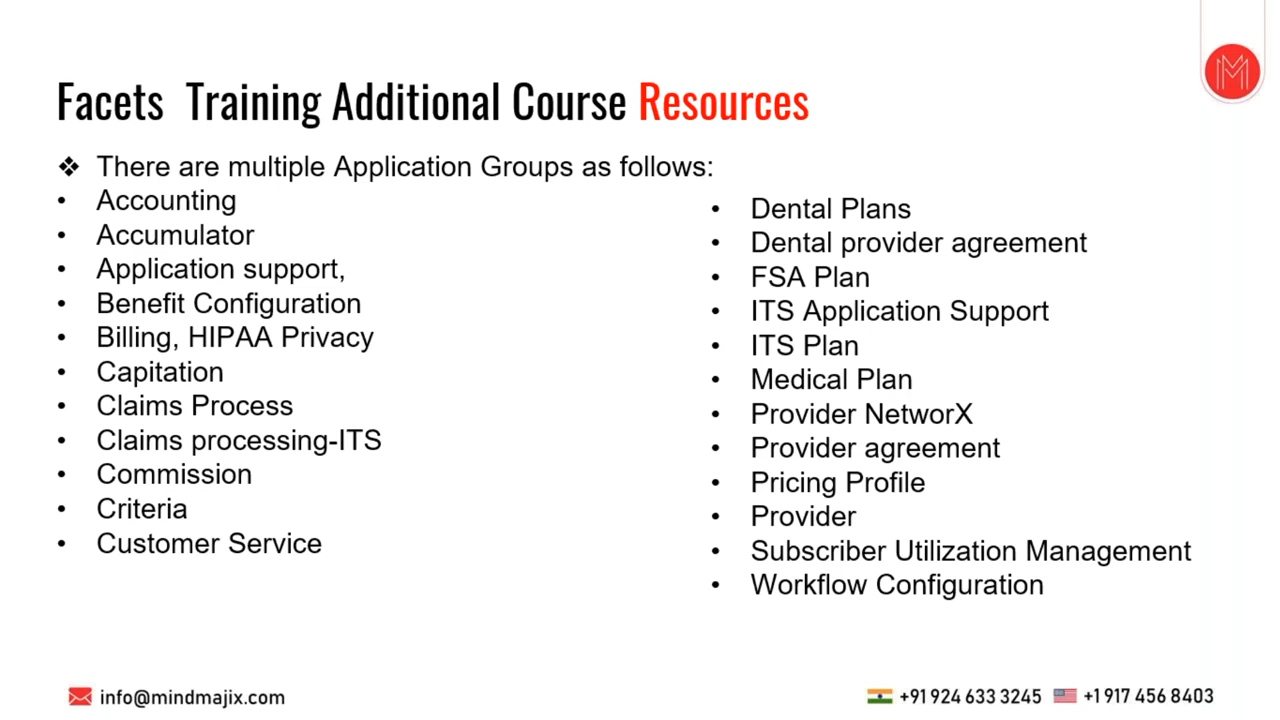 Facets Training Additional Course Resources
❖ There are multiple Application Groups as follows:
• Accounting
• Accumulator
• Application support,
• Benefit Configuration
• Billing, HIPAA Privacy
• Capitation
• Claims Process
• Claims processing-ITS
• Commission
• Criteria
• Customer Service
• Dental Plans
• Dental provider agreement
• FSA Plan
• ITS Application Support
• ITS Plan
• Medical Plan
• Provider NetworX
• Provider agreement
• Pricing Profile
• Provider
• Subscriber Utilization Management
• Workflow Configuration
info@mindmajix.com
+91 924 633 3245 +1 917 456 8403